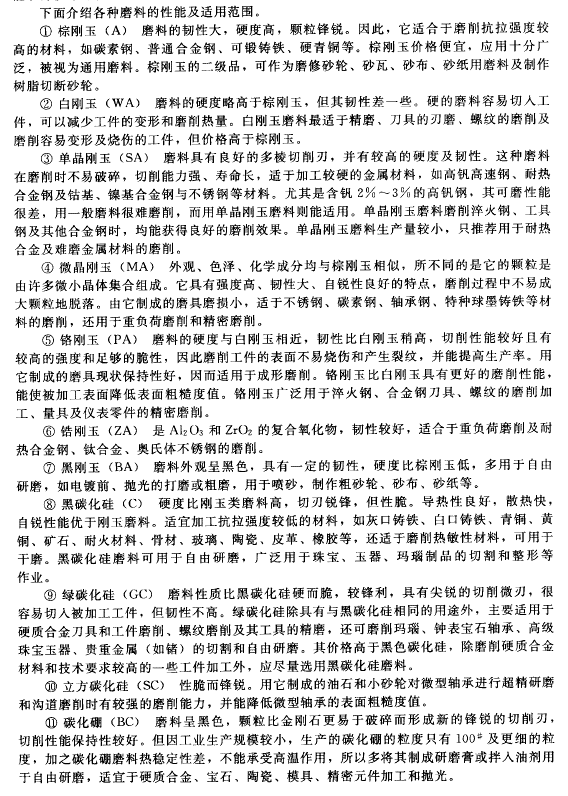 下面介绍各种磨料的性能及适用范围。
① 棕刚玉（A） 磨料的韧性大，硬度高，颗粒锋锐。因此，它适合于磨削抗拉强度较
高的材料，如碳素钢、普通合金钢、可锻铸铁、硬青铜等。棕刚玉价格便宜，应用十分广
泛，被视为通用磨料。棕刚玉的二级品，可作为磨修砂轮、砂瓦、砂布、砂纸用磨料及制作
树脂切断砂轮。
② 白刚玉（WA） 磨料的硬度略高于棕刚玉，但其韧性差一些。硬的磨料容易切入工
件，可以减少工件的变形和磨削热量。白刚玉磨料最适于精磨、刀具的刃磨、螺纹的磨削及
磨削容易变形及烧伤的工件，但价格高于棕刚玉。
③ 单晶刚玉（SA） 磨料具有良好的多棱切削刃，并有较高的硬度及韧性。这种磨料
在磨削时不易破碎，切削能力强、寿命长，适于加工较硬的金属材料，如高钒高速钢、耐热
合金钢及钴基、镍基合金钢与不锈钢等材料。尤其是含钒 2％～3％的高钒钢，其可磨性能
很差，用一般磨料很难磨削，而用单晶刚玉磨料则能适用。单晶刚玉磨料磨削淬火钢、工具
钢及其他合金钢时，均能获得良好的磨削效果。单晶刚玉磨料生产量较小，只推荐用于耐热
合金及难磨金属材料的磨削。
④ 微晶刚玉（MA） 外观、色泽、化学成分均与棕刚玉相似，所不同的是它的颗粒是
由许多微小晶体集合组成。它具有强度高、韧性大、自锐性良好的特点，磨削过程中不易成
大颗粒地脱落。由它制成的磨具磨损小，适于不锈钢、碳素钢、轴承钢、特种球墨铸铁等材
料的磨削，还用于重负荷磨削和精密磨削。
⑤ 铬刚玉（PA） 磨料的硬度与白刚玉相近，韧性比白刚玉稍高，切削性能较好且有
较高的强度和足够的脆性，因此磨削工件的表面不易烧伤和产生裂纹，并能提高生产率。用
它制成的磨具现状保持性好，因而适用于成形磨削。铬刚玉比白刚玉具有更好的磨削性能，
能使被加工表面降低表面粗糙度值。铬刚玉广泛用于淬火钢、合金钢刀具、螺纹的磨削加
工、量具及仪表零件的精密磨削。
⑥ 锆刚玉（ZA） 是 Al₂O₃ 和 ZrO₂ 的复合氧化物，韧性较好，适合于重负荷磨削及耐
热合金钢、钛合金、奥氏体不锈钢的磨削。
⑦ 黑刚玉（BA） 磨料外观呈黑色，具有一定的韧性，硬度比棕刚玉低，多用于自由
研磨，如电镀前、抛光的打磨或粗磨，用于喷砂，制作粗砂轮、砂布、砂纸等。
⑧ 黑碳化硅（C） 硬度比刚玉类磨料高，切刃锐锋，但性脆。导热性良好，散热快，
自锐性能优于刚玉磨料。适宜加工抗拉强度较低的材料，如灰口铸铁、白口铸铁、青铜、黄
铜、矿石、耐火材料、骨材、玻璃、陶瓷、皮革、橡胶等，还适于磨削热敏性材料，可用于
干磨。黑碳化硅磨料可用于自由研磨，广泛用于珠宝、玉器、玛瑙制品的切割和整形等
作业。
⑨ 绿碳化硅（GC） 磨料性质比黑碳化硅硬而脆，较锋利，具有尖锐的切削微刃，很
容易切入被加工工件，但韧性不高。绿碳化硅除具有与黑碳化硅相同的用途外，主要适用于
硬质合金刀具和工件磨削、螺纹磨削及其工具的精磨，还可磨削玛瑙、钟表宝石轴承、高级
珠宝玉器、贵重金属（如锗）的切割和自由研磨。其价格高于黑色碳化硅，除磨削硬质合金
材料和技术要求较高的一些工件加工外，应尽量选用黑碳化硅磨料。
⑩ 立方碳化硅（SC） 性脆而锋锐。用它制成的油石和小砂轮对微型轴承进行超精研磨
和沟道磨削时有较强的磨削能力，并能降低微型轴承的表面粗糙度值。
⑪ 碳化硼（BC） 磨料呈黑色，颗粒比金刚石更易于破碎而形成新的锋锐的切削刃，
切削性能保持性较好。但因工业生产规模较小，生产的碳化硼的粒度只有 100# 及更细的粒
度，加之碳化硼磨料热稳定性差，不能承受高温作用，所以多将其制成研磨膏或拌入油剂用
于自由研磨，适宜于硬质合金、宝石、陶瓷、模具、精密元件加工和抛光。